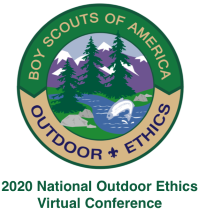 BOY SCOUTS OF AMERICA
OUTDOOR ETHICS
2020 National Outdoor Ethics
Virtual Conference